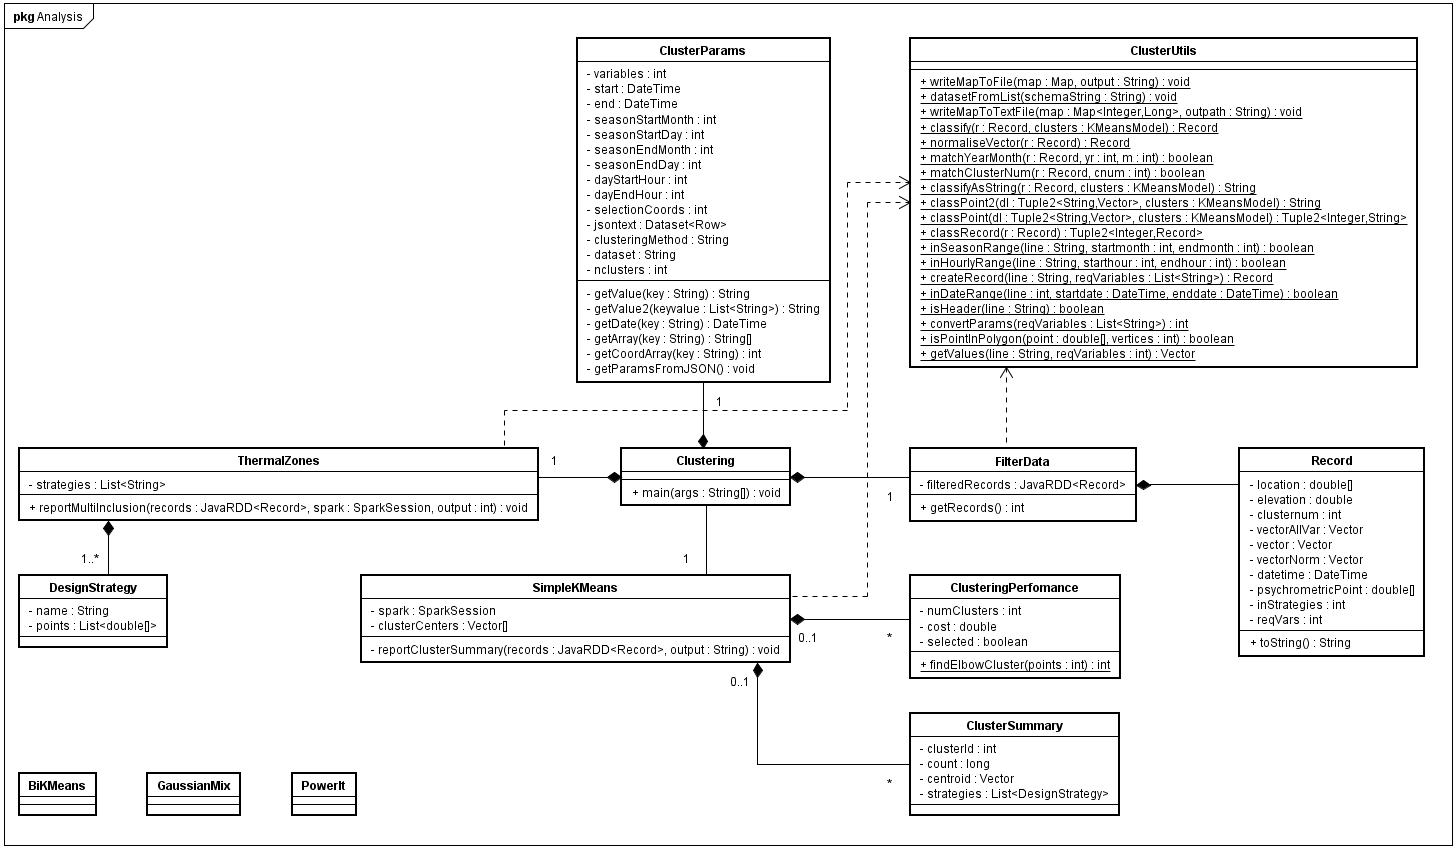 pkg Analysis
ClusterParams
- variables : int
- start : DateTime
- end : DateTime
- seasonStartMonth : int
- seasonStartDay : int
- seasonEndMonth : int
- seasonEndDay : int
- dayStartHour : int
- dayEndHour : int
- selectionCoords : int
- jsontext : Dataset<Row>
- clusteringMethod : String
- dataset : String
- nclusters : int
- getValue(key : String) : String
- getValue2(keyvalue : List<String>) : String
- getDate(key : String) : DateTime
- getArray(key : String) : String[]
- getCoordArray(key : String) : int
- getParamsFromJSON() : void
ClusterUtils
+ writeMapToFile(map : Map, output : String) : void
+ datasetFromList(schemaString : String) : void
+ writeMapToTextFile(map : Map<Integer,Long>, outpath : String) : void
+ classify(r : Record, clusters : KMeansModel) : Record
+ normaliseVector(r : Record) : Record
+ matchYearMonth(r : Record, yr : int, m : int) : boolean
+ matchClusterNum(r : Record, cnum : int) : boolean
+ classifyAsString(r : Record, clusters : KMeansModel) : String
+ classPoint2(dl : Tuple2<String,Vector>, clusters : KMeansModel) : String
+ classPoint(dl : Tuple2<String,Vector>, clusters : KMeansModel) : Tuple2<Integer,String>
+ classRecord(r : Record) : Tuple2<Integer,Record>
+ inSeasonRange(line : String, startmonth : int, endmonth : int) : boolean
+ inHourlyRange(line : String, starthour : int, endhour : int) : boolean
+ createRecord(line : String, reqVariables : List<String>) : Record
+ inDateRange(line : int, startdate : DateTime, enddate : DateTime) : boolean
+ isHeader(line : String) : boolean
+ convertParams(reqVariables : List<String>) : int
+ isPointInPolygon(point : double[], vertices : int) : boolean
+ getValues(line : String, reqVariables : int) : Vector
1
ThermalZones
- strategies : List<String>
+ reportMultiInclusion(records : JavaRDD<Record>, spark : SparkSession, output : int) : void
1
Clustering
+ main(args : String[]) : void
1
FilterData
- filteredRecords : JavaRDD<Record>
+ getRecords() : int
Record
- location : double[]
- elevation : double
- clusternum : int
- vectorAllVar : Vector
- vector : Vector
- vectorNorm : Vector
- datetime : DateTime
- psychrometricPoint : double[]
- inStrategies : int
- reqVars : int
+ toString() : String
1..*
1
DesignStrategy
- name : String
- points : List<double[]>
SimpleKMeans
- spark : SparkSession
- clusterCenters : Vector[]
- reportClusterSummary(records : JavaRDD<Record>, output : String) : void
0..1
*
ClusteringPerfomance
- numClusters : int
- cost : double
- selected : boolean
+ findElbowCluster(points : int) : int
0..1
*
ClusterSummary
- clusterId : int
- count : long
- centroid : Vector
- strategies : List<DesignStrategy>
BiKMeans
GaussianMix
PowerIt